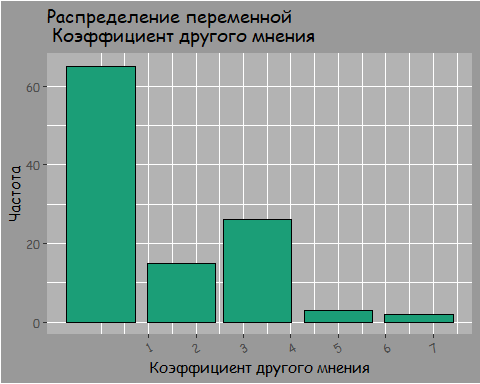 Распределение переменной
Коэффициент другого мнения
Частота
60
40
20
0
1 2 3 4 5 6 7
Коэффициент другого мнения